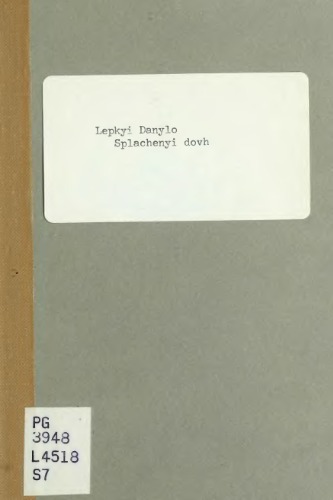 Lepkyi Danylo
Splachenyi dovh
PG
3948
L4518
S7